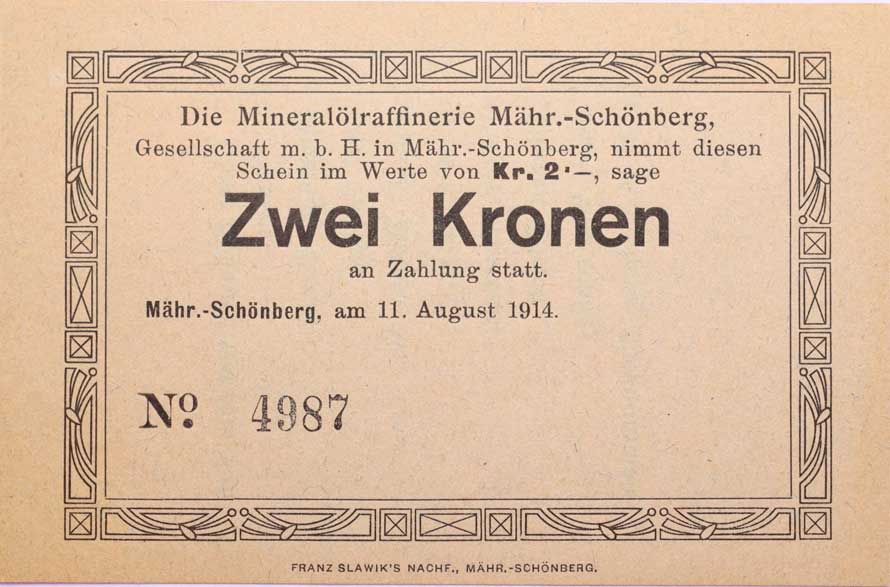 Die Mineralölraffinerie Mähr.-Schönberg,
Gesellschaft m. b. H. in Mähr.-Schönberg, nimmt diesen
Schein im Werte von Kr. 2·—, sage
Zwei Kronen
an Zahlung statt.
Mähr.-Schönberg, am 11. August 1914.
No. 4987
FRANZ SLAWIK'S NACHF., MÄHR.-SCHÖNBERG.